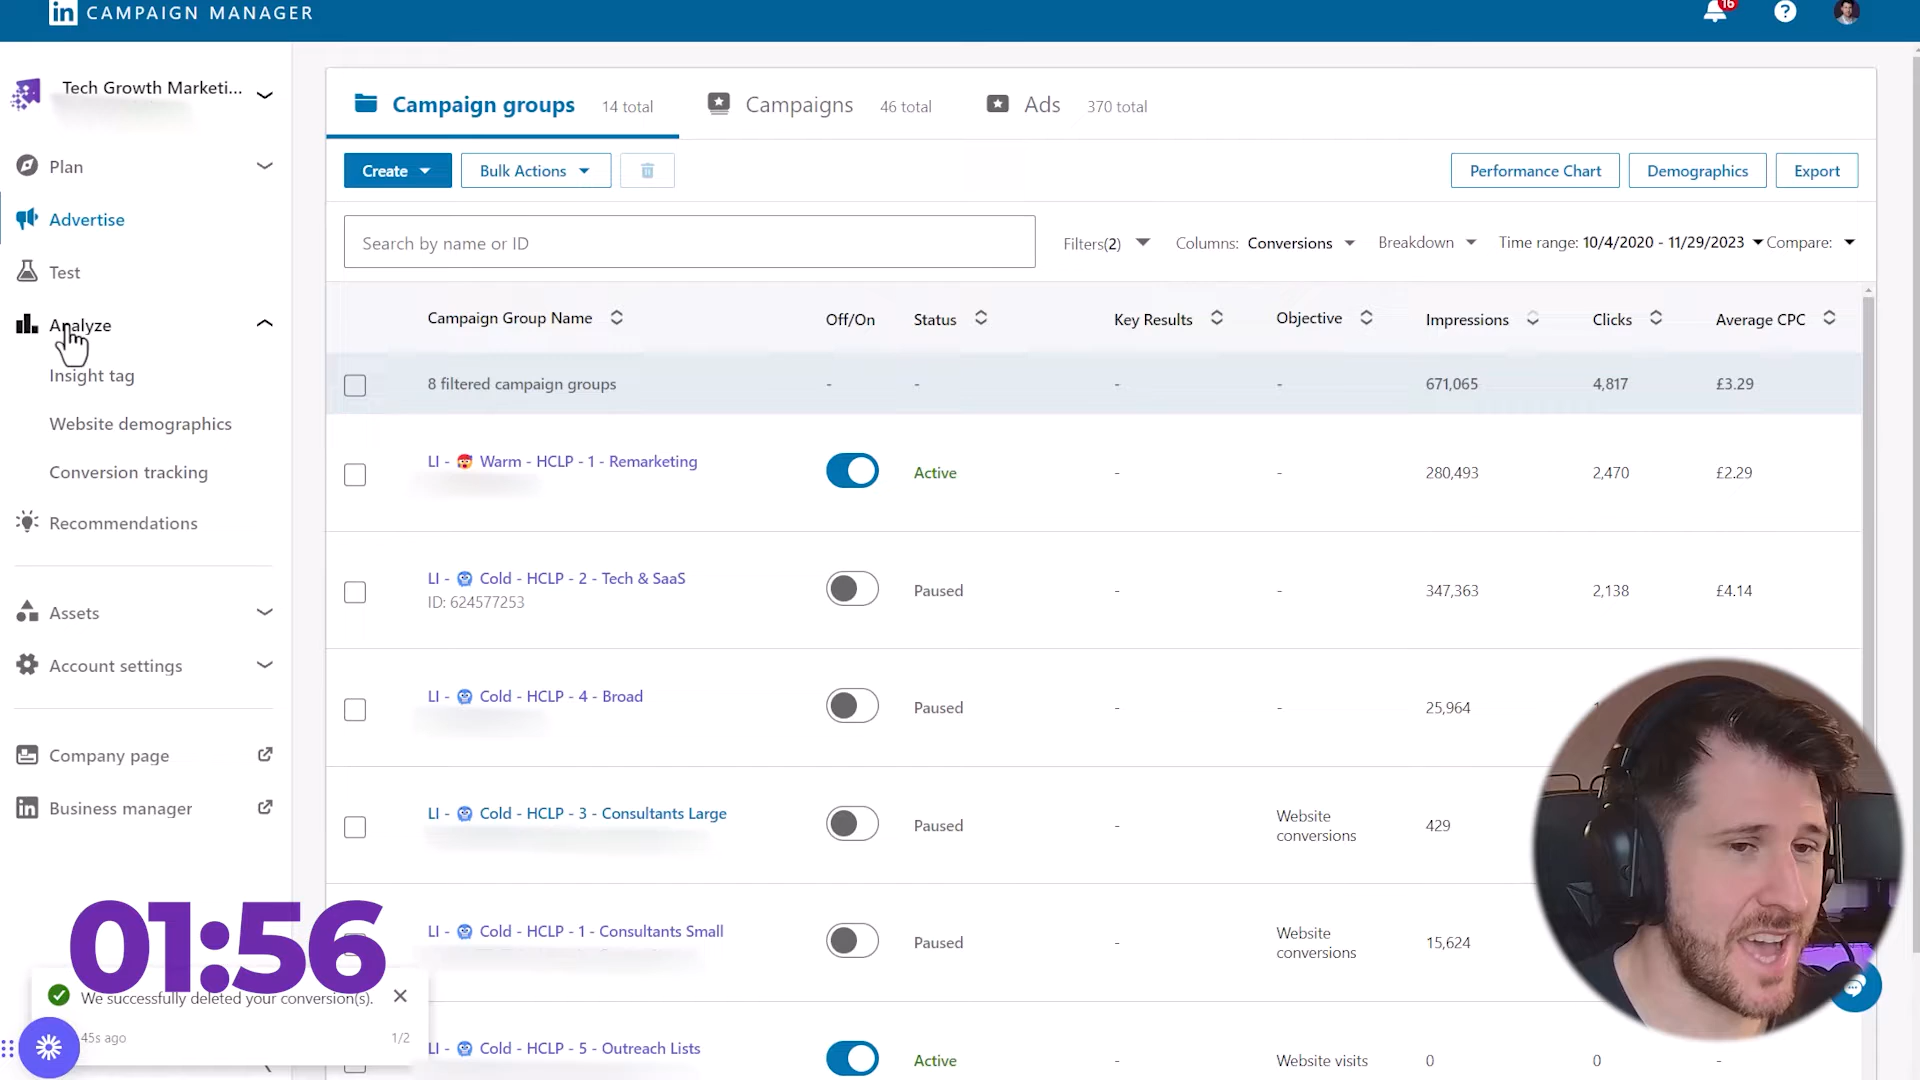 in CAMPAIGN MANAGER
16
?
Tech Growth Marketi...
Plan
Advertise
Test
Analyze
Insight tag
Website demographics
Conversion tracking
Recommendations
Assets
Account settings
Company page
Business manager
Campaign groups 14 total
Campaigns 46 total
Ads 370 total
Create
Bulk Actions
Performance Chart
Demographics
Export
Search by name or ID
Filters(2)
Columns: Conversions
Breakdown
Time range: 10/4/2020 - 11/29/2023
Compare:
Campaign Group Name Off/On Status Key Results Objective Impressions Clicks Average CPC
8 filtered campaign groups - - - - 671,065 4,817 £3.29
LI - 🥵 Warm - HCLP - 1 - Remarketing Active - - 280,493 2,470 £2.29
LI - 🥶 Cold - HCLP - 2 - Tech & SaaS
ID: 624577253
Paused - - 347,363 2,138 £4.14
LI - 🥶 Cold - HCLP - 4 - Broad Paused - - 25,964
LI - 🥶 Cold - HCLP - 3 - Consultants Large Paused - Website
conversions 429
LI - 🥶 Cold - HCLP - 1 - Consultants Small Paused - Website
conversions 15,624
LI - 🥶 Cold - HCLP - 5 - Outreach Lists Active - Website visits 0 0 -
01:56
We successfully deleted your conversion(s).
45s ago 1/2